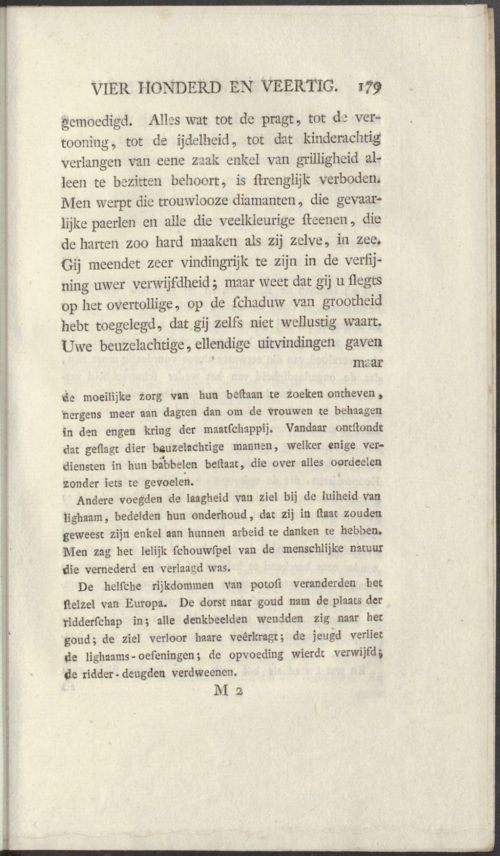 VIER HONDERD EN VEERTIG. 179
gemoedigd. Alles wat tot de pragt, tot de ver-
tooning, tot de ijdelheid, tot dat kinderachtig
verlangen van eene zaak enkel van grilligheid al-
leen te bezitten behoort, is ſtrenglijk verboden.
Men werpt die trouwlooze diamanten, die gevaar-
lijke paerlen en alle die veelkleurige ſteenen, die
de harten zoo hard maaken als zij zelve, in zee.
Gij meendet zeer vindingrijk te zijn in de verfij-
ning uwer verwijfdheid; maar weet dat gij u ſlegts
op het overtollige, op de ſchaduw van grootheid
hebt toegelegd, dat gij zelfs niet wellustig waart.
Uwe beuzelachtige, ellendige uitvindingen gaven
maar
de moeilijke zorg van hun beſtaan te zoeken ontheven,
nergens meer aan dagten dan om de vrouwen te behaagen
in den engen kring der maatſchappij. Vandaar ontſtondt
dat geſlagt dier beuzelachtige mannen, welker enige ver-
dienſten in hun babbelen beſtaat, die over alles oordeelen
zonder iets te gevoelen.
Andere voegden de laagheid van ziel bij de luiheid van
lighaam, bedelden hun onderhoud, dat zij in ſtaat zouden
geweest zijn enkel aan hunnen arbeid te danken te hebben.
Men zag het lelijk ſchouwſpel van de menschlijke natuur
die vernederd en verlaagd was.
De helſche rijkdommen van potoſi veranderden het
ſtelzel van Europa. De dorst naar goud nam de plaats der
ridderſchap in; alle denkbeelden wendden zig naar het
goud; de ziel verloor haare veêrkragt; de jeugd verliet
de lighaams-oefeningen; de opvoeding wierdt verwijfd;
de ridder-deugden verdweenen.
M 2